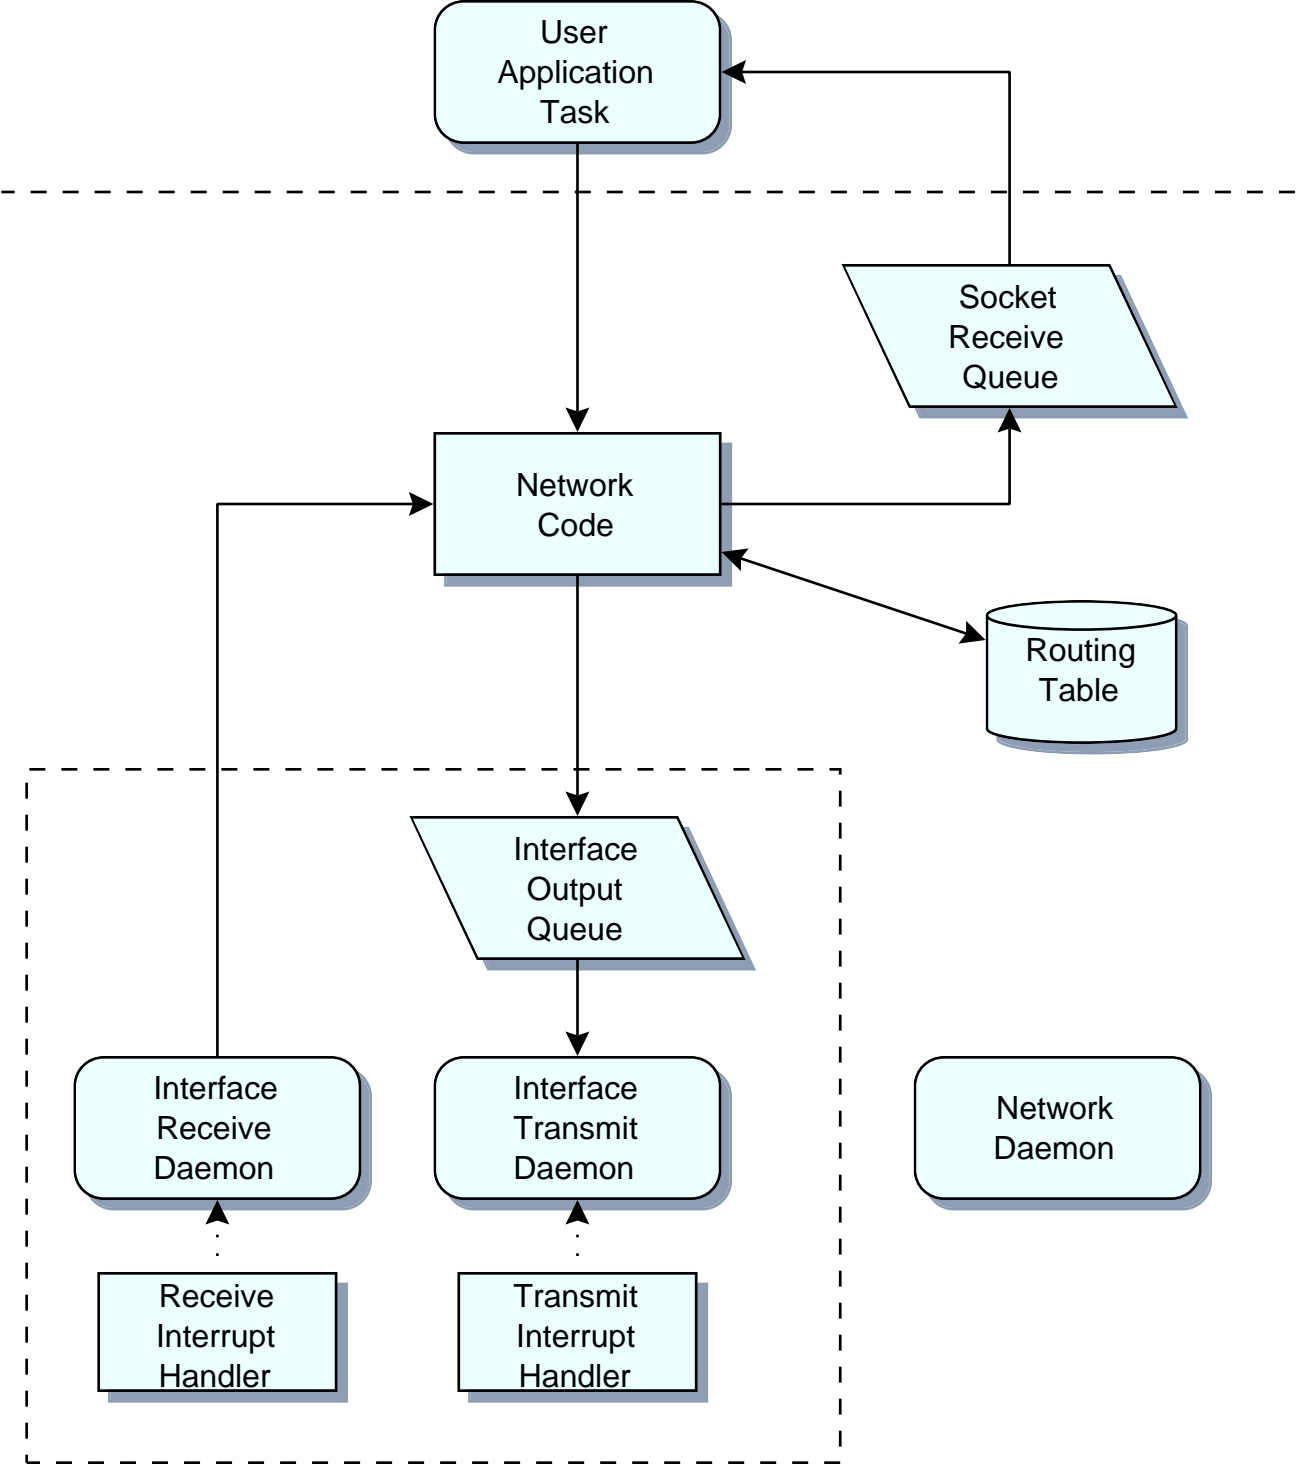 User
Application
Task
Socket
Receive
Queue
Network
Code
Routing
Table
Interface
Output
Queue
Interface
Receive
Daemon
Interface
Transmit
Daemon
Network
Daemon
Receive
Interrupt
Handler
Transmit
Interrupt
Handler